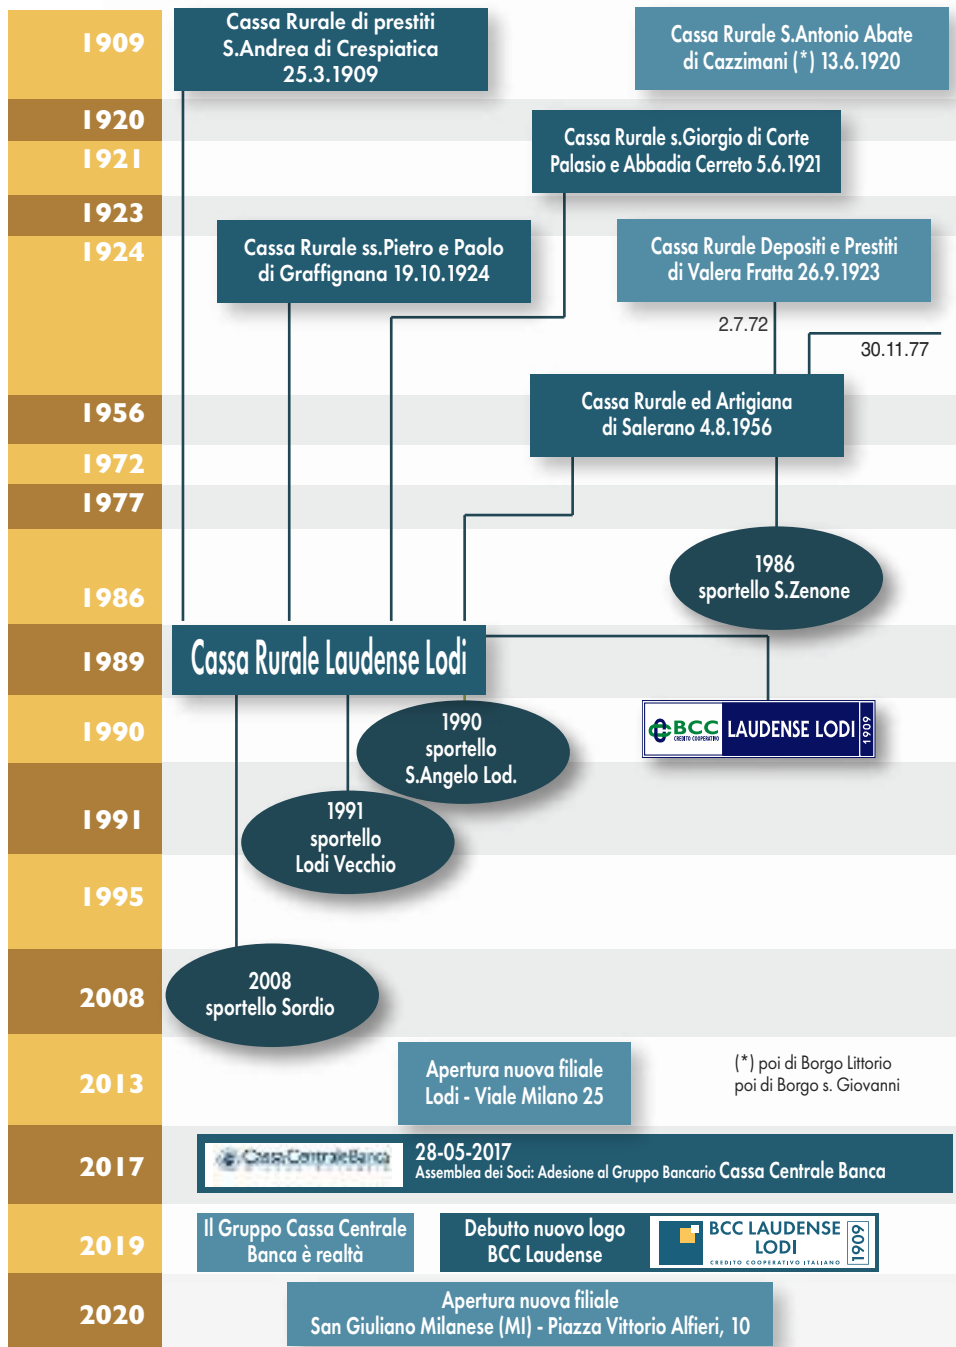 1909
Cassa Rurale di prestiti
S.Andrea di Crespiatica
25.3.1909
Cassa Rurale S.Antonio Abate
di Cazzimani (*) 13.6.1920
1920
1921
Cassa Rurale s.Giorgio di Corte
Palasio e Abbadia Cerreto 5.6.1921
1923
1924
Cassa Rurale ss.Pietro e Paolo
di Graffignana 19.10.1924
Cassa Rurale Depositi e Prestiti
di Valera Fratta 26.9.1923
2.7.72
30.11.77
1956
Cassa Rurale ed Artigiana
di Salerano 4.8.1956
1972
1977
1986
1986
sportello S.Zenone
1989
Cassa Rurale Laudense Lodi
1990
1990
sportello
S.Angelo Lod.
BCC
CREDITO COOPERATIVO
LAUDENSE LODI
1909
1991
1991
sportello
Lodi Vecchio
1995
2008
2008
sportello Sordio
2013
Apertura nuova filiale
Lodi - Viale Milano 25
(*) poi di Borgo Littorio
poi di Borgo s. Giovanni
2017
Cassa Centrale Banca
28-05-2017
Assemblea dei Soci: Adesione al Gruppo Bancario Cassa Centrale Banca
2019
Il Gruppo Cassa Centrale
Banca è realtà
Debutto nuovo logo
BCC Laudense
BCC LAUDENSE
LODI
CREDITO COOPERATIVO ITALIANO
1909
2020
Apertura nuova filiale
San Giuliano Milanese (MI) - Piazza Vittorio Alfieri, 10